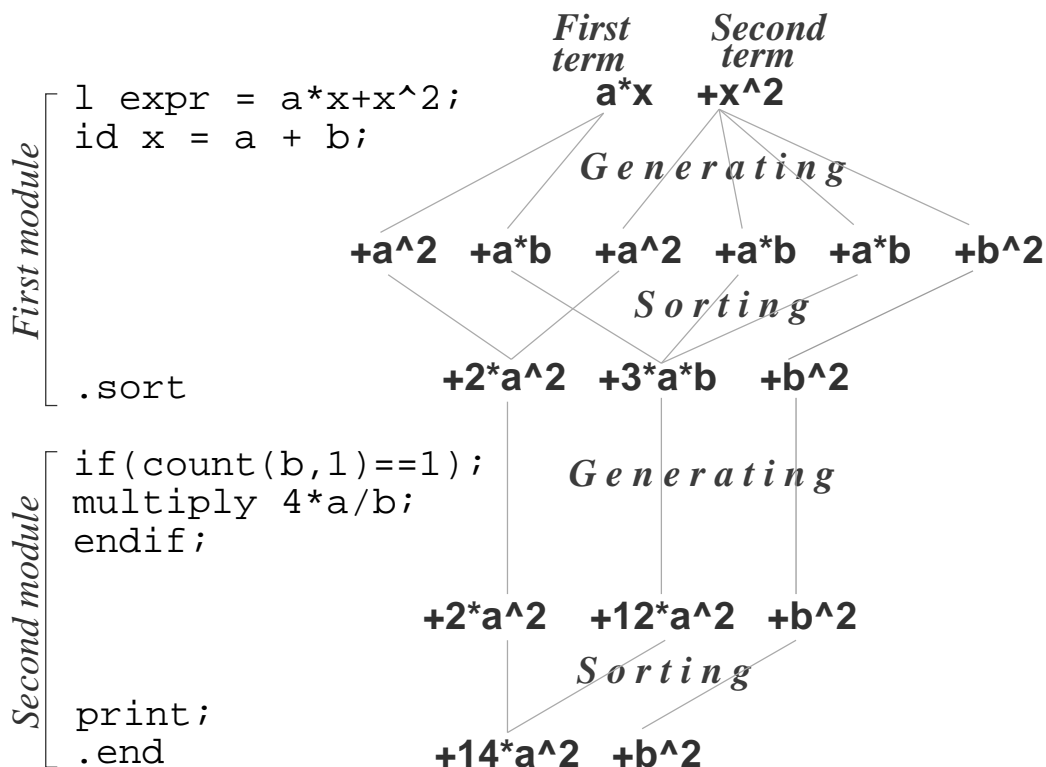 First Second
term term
l expr = a*x+x^2; a*x +x^2
id x = a + b;
Generating
First module
+a^2 +a*b +a^2 +a*b +a*b +b^2
Sorting
.sort +2*a^2 +3*a*b +b^2
if(count(b,1)==1); Generating
multiply 4*a/b;
endif;
Second module
+2*a^2 +12*a^2 +b^2
Sorting
print;
.end +14*a^2 +b^2